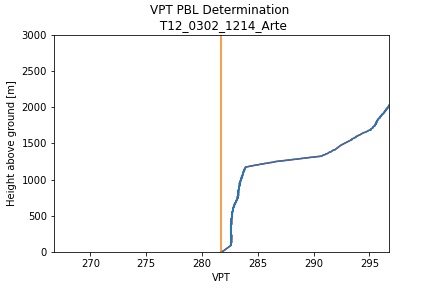 VPT PBL Determination
T12_0302_1214_Arte
3000
2500
2000
1500
1000
500
0
Height above ground [m]
270 275 280 285 290 295
VPT